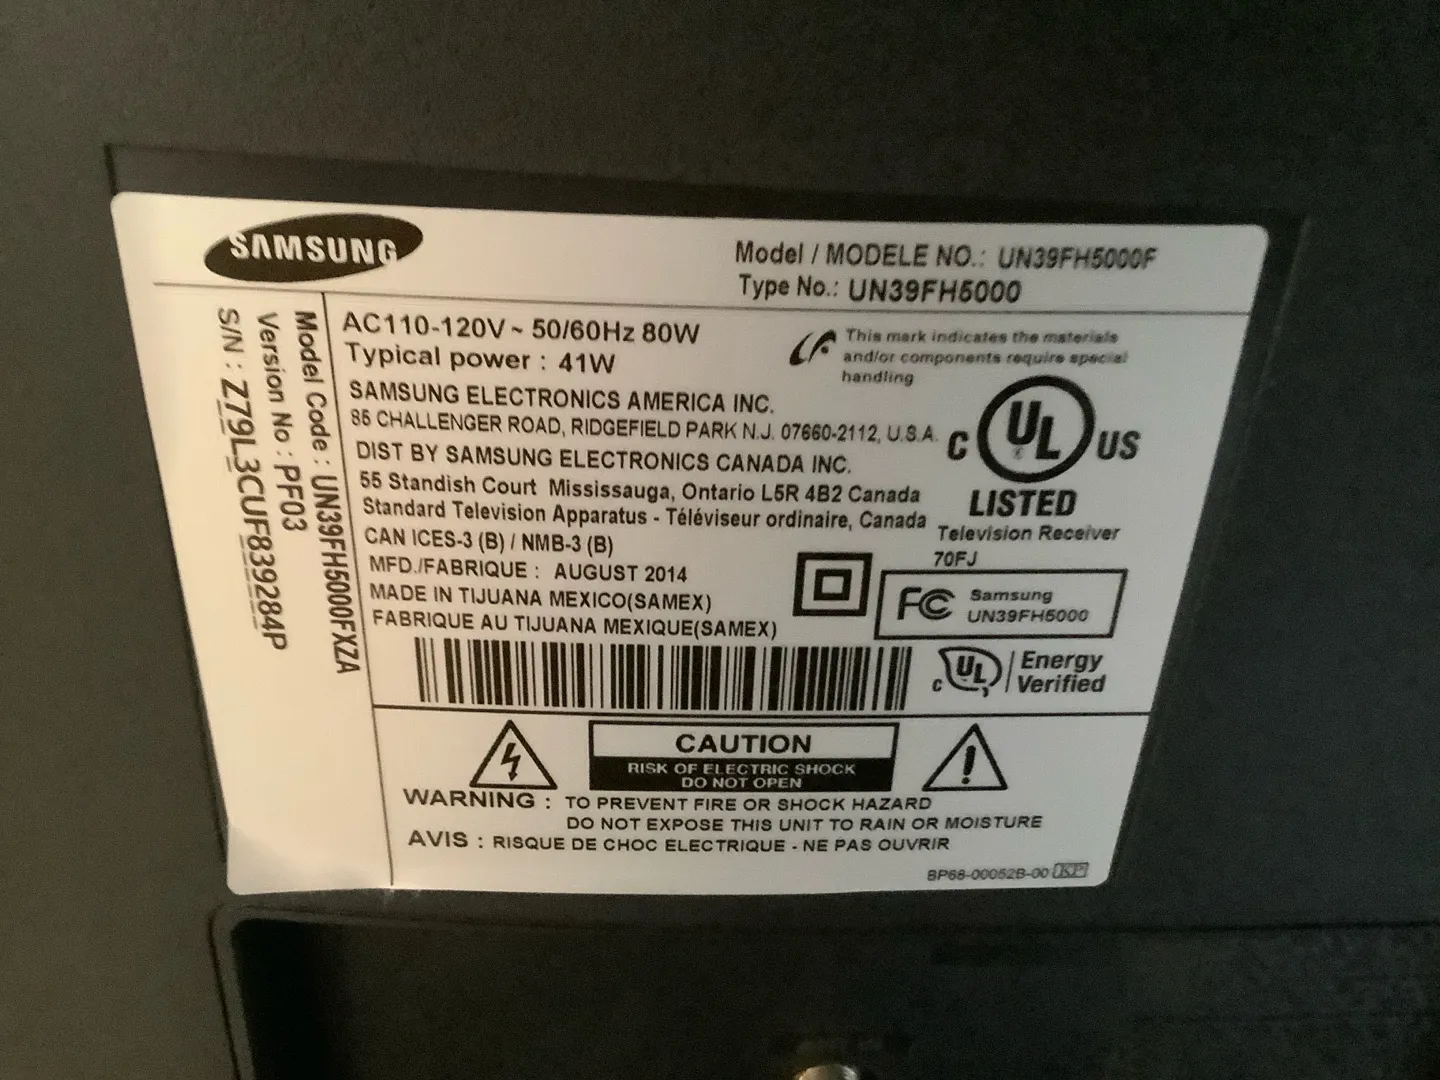 SAMSUNG
Model / MODELE NO.: UN39FH5000F
Type No.: UN39FH5000
Model Code : UN39FH5000FXZA
Version No : PF03
S/N : Z79L3CUF839284P
AC110-120V ~ 50/60Hz 80W
Typical power : 41W
SAMSUNG ELECTRONICS AMERICA INC.
85 CHALLENGER ROAD, RIDGEFIELD PARK N.J. 07660-2112, U.S.A.
DIST BY SAMSUNG ELECTRONICS CANADA INC.
55 Standish Court Mississauga, Ontario L5R 4B2 Canada
Standard Television Apparatus - Téléviseur ordinaire, Canada
CAN ICES-3 (B) / NMB-3 (B)
MFD./FABRIQUE : AUGUST 2014
MADE IN TIJUANA MEXICO(SAMEX)
FABRIQUE AU TIJUANA MEXIQUE(SAMEX)
This mark indicates the materials
and/or components require special
handling
C UL US
®
LISTED
Television Receiver
70FJ
FC Samsung
UN39FH5000
c UL Energy
Verified
CAUTION
RISK OF ELECTRIC SHOCK
DO NOT OPEN
WARNING : TO PREVENT FIRE OR SHOCK HAZARD
DO NOT EXPOSE THIS UNIT TO RAIN OR MOISTURE
AVIS : RISQUE DE CHOC ELECTRIQUE - NE PAS OUVRIR
BP68-00052B-00 KP